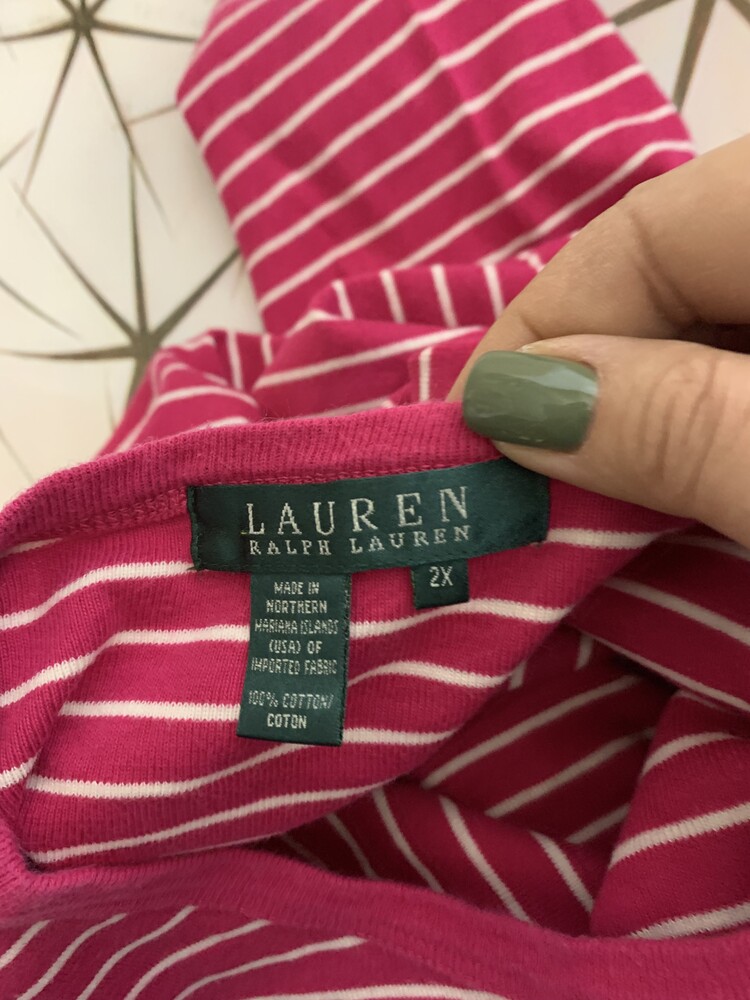 LAUREN
RALPH LAUREN
2X
MADE IN
NORTHERN
MARIANA ISLANDS
(USA) OF
IMPORTED FABRIC
100% COTTON/
COTON